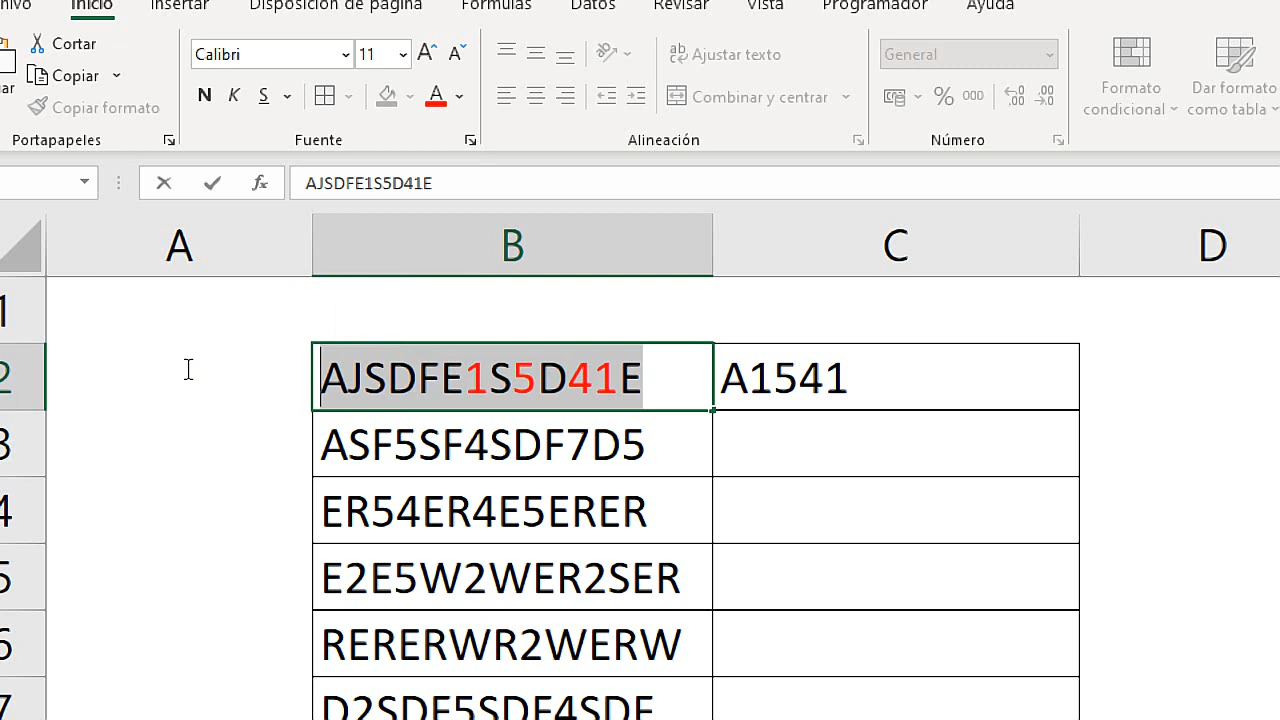 Inicio
Insertar
Disposición de página
Fórmulas
Datos
Revisar
Vista
Programador
Ayuda
Cortar
Copiar
Copiar formato
Portapapeles
Calibri
11
N K S
A
Fuente
Ajustar texto
Combinar y centrar
Alineación
General
% 000
Número
Formato
condicional
Dar formato
como tabla
fx
AJSDFE1S5D41E
A B C D
1
2 AJSDFE1S5D41E A1541
3 ASF5SF4SDF7D5
4 ER54ER4E5ERER
5 E2E5W2WER2SER
6 RERERWR2WERW
7 D2SDF5SDF4SDF